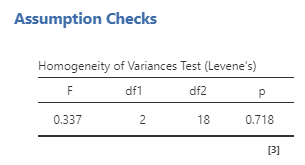 Assumption Checks
Homogeneity of Variances Test (Levene's)
F df1 df2 p
0.337 2 18 0.718
[3]